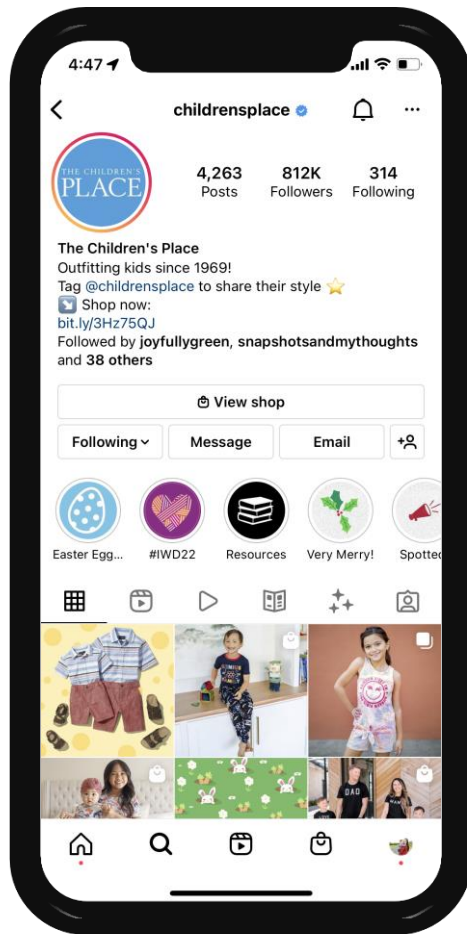 4:47
childrensplace
THE CHILDREN'S
PLACE
4,263
Posts
812K
Followers
314
Following
The Children's Place
Outfitting kids since 1969!
Tag @childrensplace to share their style ⭐
↘️ Shop now:
bit.ly/3Hz75QJ
Followed by joyfullygreen, snapshotsandmythoughts
and 38 others
View shop
Following
Message
Email
Easter Egg...
#IWD22
Resources
Very Merry!
Spotted
DAD